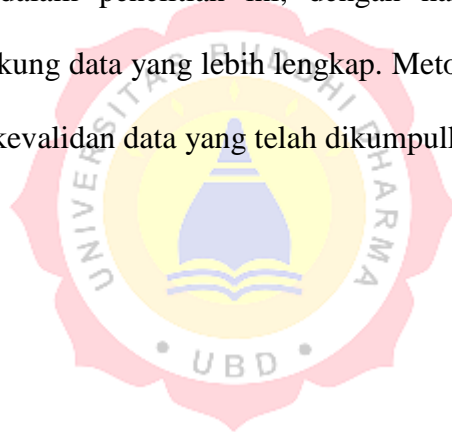 dalam penelitian ini, dengan
kung data yang lebih lengkap. Meto
kevalidan data yang telah dikumpul
UNIVERSITAS BUDDHI DHARMA
• UBD •